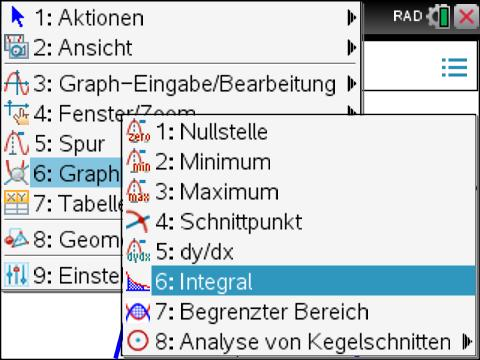 1: Aktionen
RAD
2: Ansicht
3: Graph-Eingabe/Bearbeitung
4: Fenster/Zoom
5: Spur
6: Graph
7: Tabelle
8: Geom
9: Einstel
1: Nullstelle
2: Minimum
3: Maximum
4: Schnittpunkt
5: dy/dx
6: Integral
7: Begrenzter Bereich
8: Analyse von Kegelschnitten